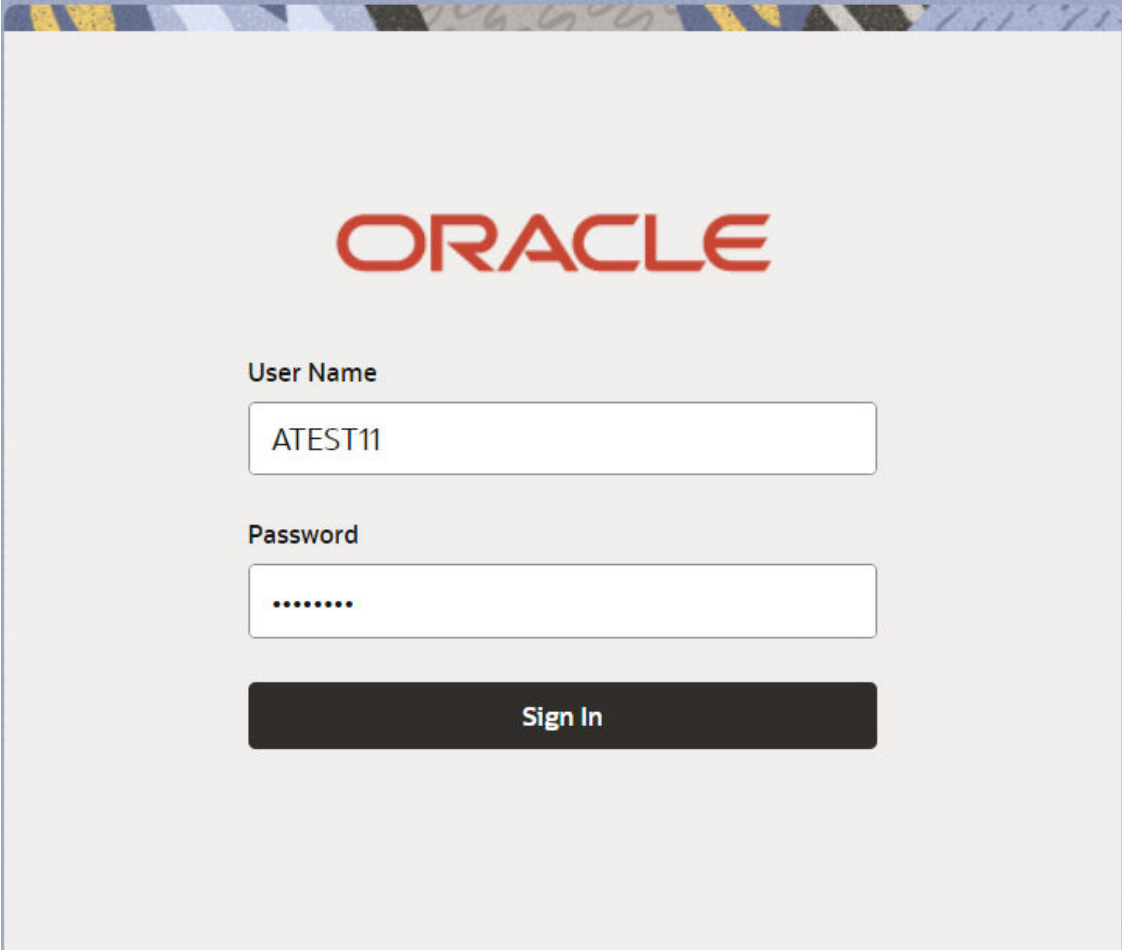 ORACLE
User Name
ATEST11
Password
••••••••
Sign In